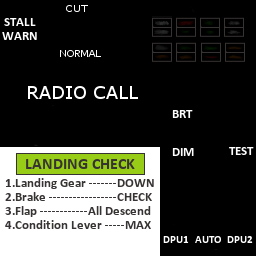 CUT
STALL
WARN
NORMAL
RADIO CALL
BRT
DIM
TEST
LANDING CHECK
1.Landing Gear -------DOWN
2.Brake -----------------CHECK
3.Flap ------------All Descend
4.Condition Lever -----MAX
DPU1 AUTO DPU2